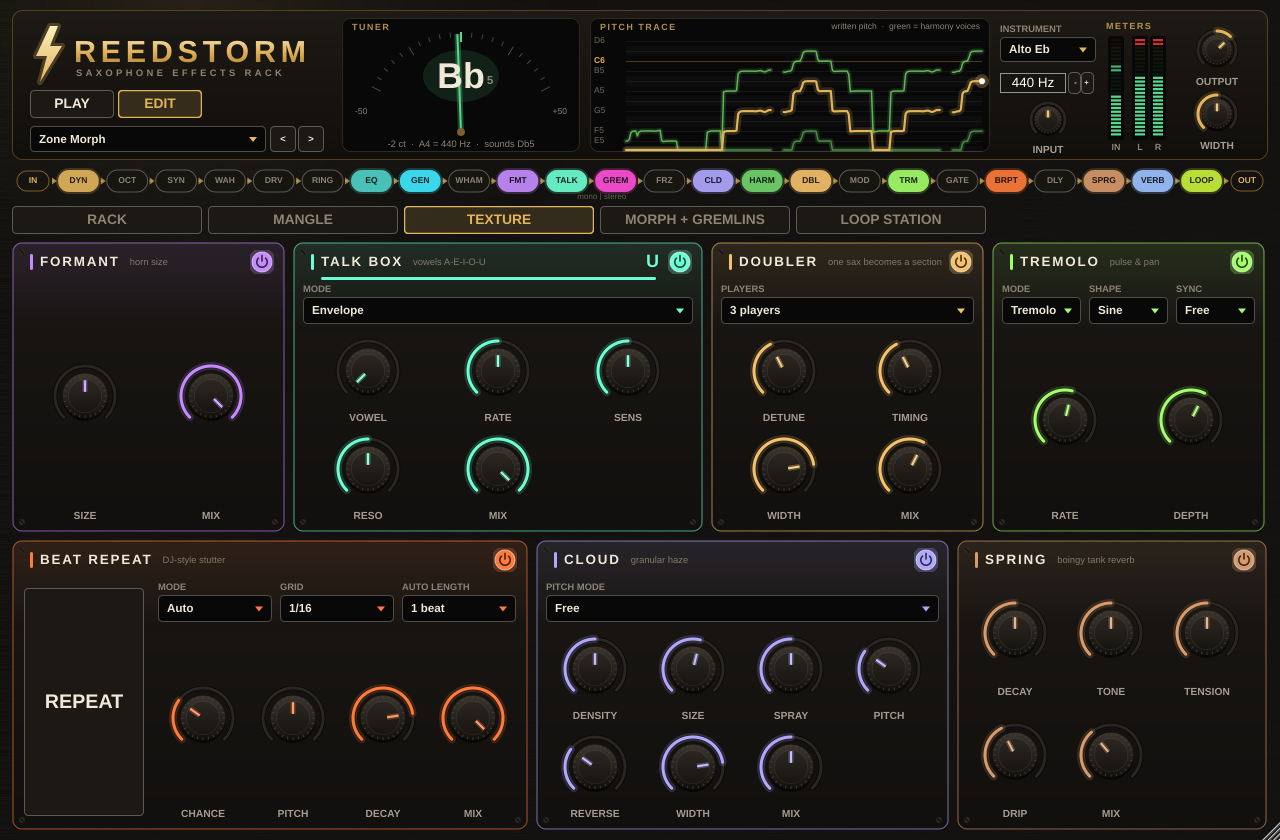 REEDSTORM
SAXOPHONE EFFECTS RACK
PLAY EDIT
Zone Morph < >
TUNER
Bb5
-50 +50
-2 ct · A4 = 440 Hz · sounds Db5
PITCH TRACE written pitch · green = harmony voices
D6
C6
B5
A5
G5
F5
E5
INSTRUMENT
Alto Eb
440 Hz - +
INPUT
METERS
IN L R
OUTPUT
WIDTH
IN DYN OCT SYN WAH DRV RING EQ GEN WHAM FMT TALK GREM FRZ CLD HARM DBL MOD TRM GATE BRPT DLY SPRG VERB LOOP OUT
mono | stereo
RACK MANGLE TEXTURE MORPH + GREMLINS LOOP STATION
FORMANT horn size
SIZE MIX
TALK BOX vowels A-E-I-O-U U
MODE
Envelope
VOWEL RATE SENS
RESO MIX
DOUBLER one sax becomes a section
PLAYERS
3 players
DETUNE TIMING
WIDTH MIX
TREMOLO pulse & pan
MODE SHAPE SYNC
Tremolo Sine Free
RATE DEPTH
BEAT REPEAT DJ-style stutter
REPEAT
MODE GRID AUTO LENGTH
Auto 1/16 1 beat
CHANCE PITCH DECAY MIX
CLOUD granular haze
PITCH MODE
Free
DENSITY SIZE SPRAY PITCH
REVERSE WIDTH MIX
SPRING boingy tank reverb
DECAY TONE TENSION
DRIP MIX